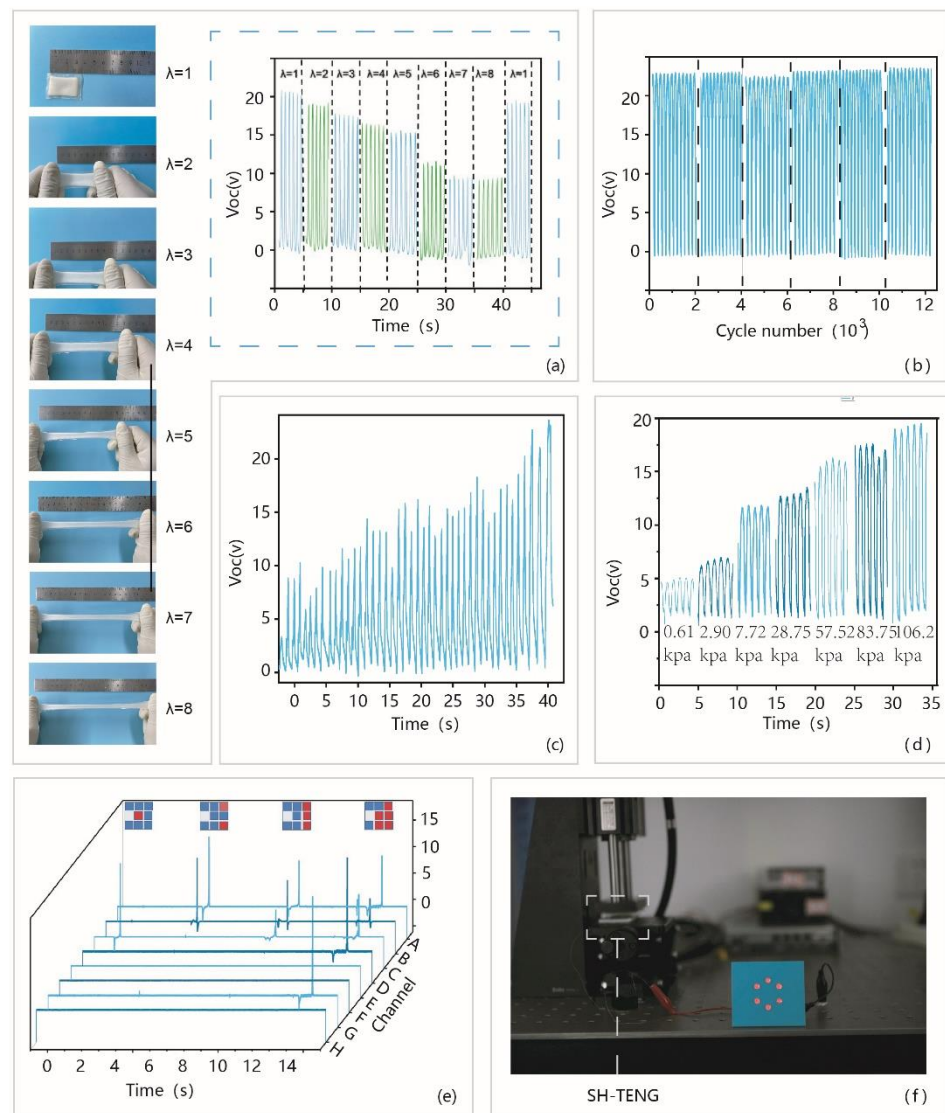 λ=1
λ=2
λ=3
λ=4
λ=5
λ=6
λ=7
λ=8
λ=1 λ=2 λ=3 λ=4 λ=5 λ=6 λ=7 λ=8 λ=1
20
15
10
5
0
Voc(v)
0 10 20 30 40
Time (s)
(a)
20
15
10
5
0
Voc(v)
0 2 4 6 8 10 12
Cycle number (10³)
(b)
20
15
10
5
0
Voc(v)
0 5 10 15 20 25 30 35 40
Time (s)
(c)
20
15
10
5
0
Voc(v)
0.61 2.90 7.72 28.75 57.52 83.75 106.2
kpa kpa kpa kpa kpa kpa kpa
0 5 10 15 20 25 30 35
Time (s)
(d)
15
10
5
0
A
B
C
D
E
F
G
H
Channel
0 2 4 6 8 10 12 14
Time (s)
(e)
SH-TENG
(f)